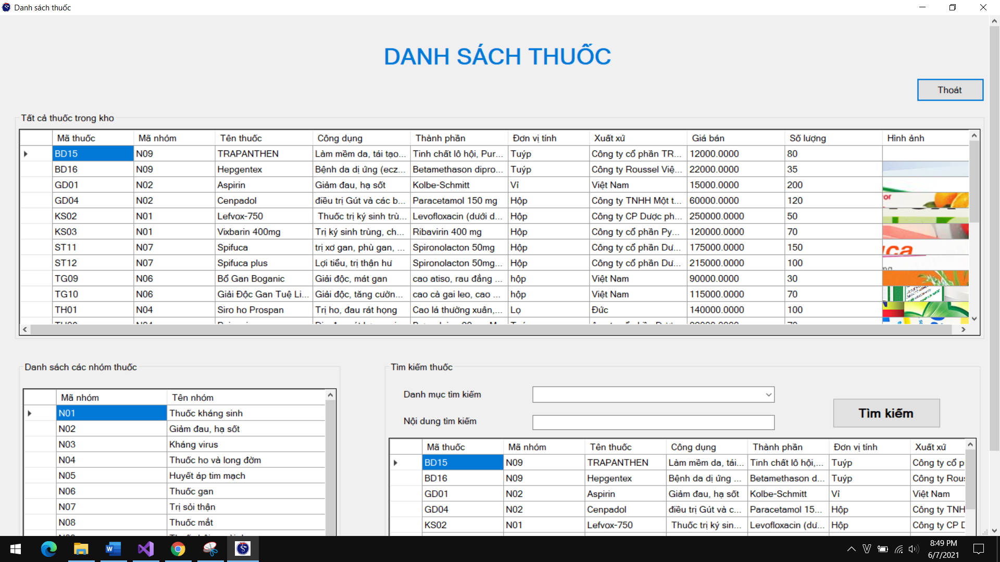 Danh sách thuốc
DANH SÁCH THUỐC
Thoát
Tất cả thuốc trong kho
Mã thuốc Mã nhóm Tên thuốc Công dụng Thành phần Đơn vị tính Xuất xứ Giá bán Số lượng Hình ảnh
BD15 N09 TRAPANTHEN Làm mềm da, tái tạo... Tinh chất lô hội, Pur... Tuýp Công ty cổ phần TR... 12000.0000 80
BD16 N09 Hepgentex Bệnh da dị ứng (ecz... Betamethason dipro... Tuýp Công ty Roussel Việ... 22000.0000 35
GD01 N02 Aspirin Giảm đau, hạ sốt Kolbe-Schmitt Vỉ Việt Nam 15000.0000 200
GD04 N02 Cenpadol điều trị Gút và các b... Paracetamol 150 mg Hộp Công ty TNHH Một t... 60000.0000 120
KS02 N01 Lefvox-750 Thuốc trị ký sinh trù... Levofloxacin (dưới d... Hộp Công ty CP Dược ph... 250000.0000 50
KS03 N01 Vixbarin 400mg Trị ký sinh trùng, ch... Ribavirin 400 mg Hộp Công ty cổ phần Py... 120000.0000 70
ST11 N07 Spifuca trị xơ gan, phù gan, ... Spironolacton 50mg Hộp Công ty cổ phần Dư... 175000.0000 150
ST12 N07 Spifuca plus Lợi tiểu, trị thận hư Spironolacton 50mg... Hộp Công ty cổ phần Dư... 215000.0000 100
TG09 N06 Bổ Gan Boganic Giải độc, mát gan cao atiso, rau đắng ... hộp Việt Nam 90000.0000 30
TG10 N06 Giải Độc Gan Tuệ Li... Giải độc, tăng cườn... cao cà gai leo, cao ... hộp Việt Nam 115000.0000 70
TH01 N04 Siro ho Prospan Trị ho, đau rát họng Cao lá thường xuân,... Lọ Đức 140000.0000 100
Danh sách các nhóm thuốc
Mã nhóm Tên nhóm
N01 Thuốc kháng sinh
N02 Giảm đau, hạ sốt
N03 Kháng virus
N04 Thuốc ho và long đờm
N05 Huyết áp tim mạch
N06 Thuốc gan
N07 Trị sỏi thận
N08 Thuốc mắt
Tìm kiếm thuốc
Danh mục tìm kiếm
Nội dung tìm kiếm
Tìm kiếm
Mã thuốc Mã nhóm Tên thuốc Công dụng Thành phần Đơn vị tính Xuất xứ
BD15 N09 TRAPANTHEN Làm mềm da, tái... Tinh chất lô hội,... Tuýp Công ty cổ p
BD16 N09 Hepgentex Bệnh da dị ứng ... Betamethason d... Tuýp Công ty Rou
GD01 N02 Aspirin Giảm đau, hạ sốt Kolbe-Schmitt Vỉ Việt Nam
GD04 N02 Cenpadol điều trị Gút và c... Paracetamol 15... Hộp Công ty TNH
KS02 N01 Lefvox-750 Thuốc trị ký sin... Levofloxacin (dư... Hộp Công ty CP
8:49 PM
6/7/2021